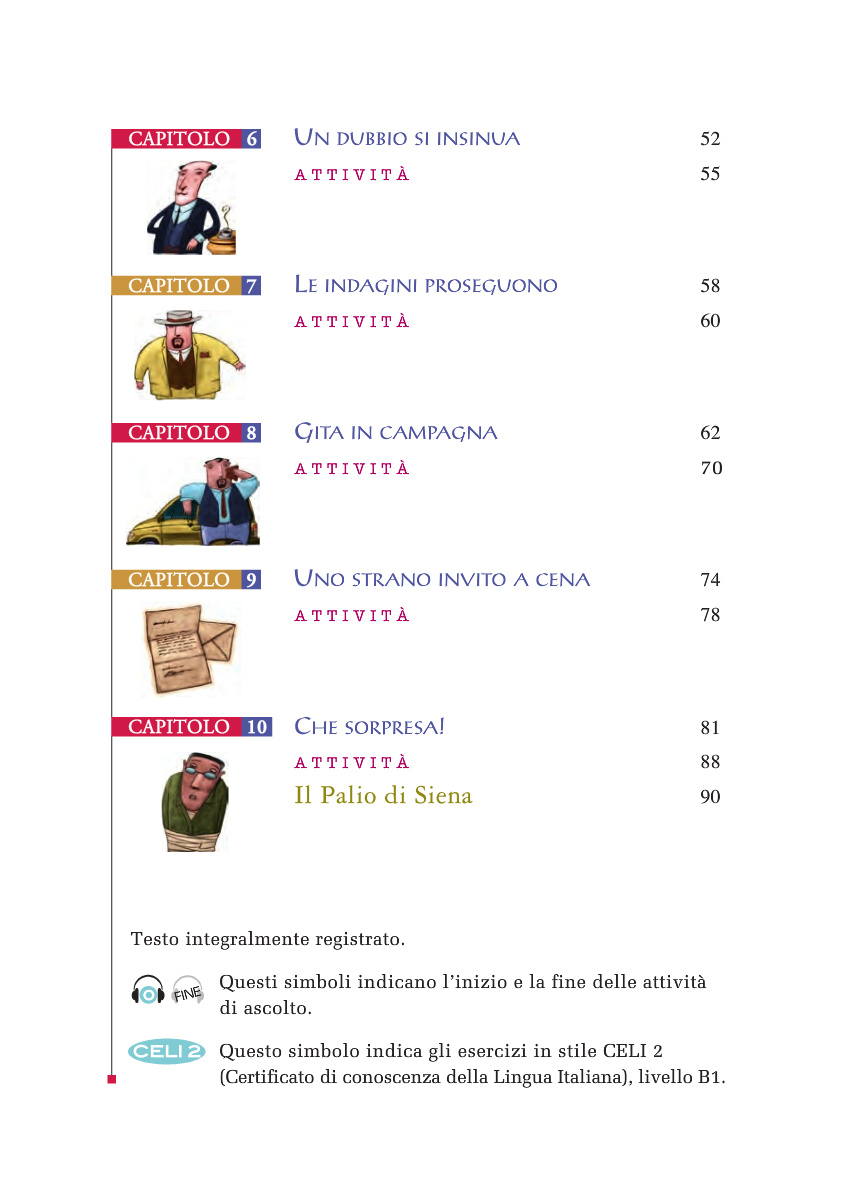 CAPITOLO 6 UN DUBBIO SI INSINUA 52
ATTIVITÀ 55
CAPITOLO 7 LE INDAGINI PROSEGUONO 58
ATTIVITÀ 60
CAPITOLO 8 GITA IN CAMPAGNA 62
ATTIVITÀ 70
CAPITOLO 9 UNO STRANO INVITO A CENA 74
ATTIVITÀ 78
CAPITOLO 10 CHE SORPRESA! 81
ATTIVITÀ 88
Il Palio di Siena 90
Testo integralmente registrato.
FINE Questi simboli indicano l'inizio e la fine delle attività
di ascolto.
CELI 2 Questo simbolo indica gli esercizi in stile CELI 2
(Certificato di conoscenza della Lingua Italiana), livello B1.